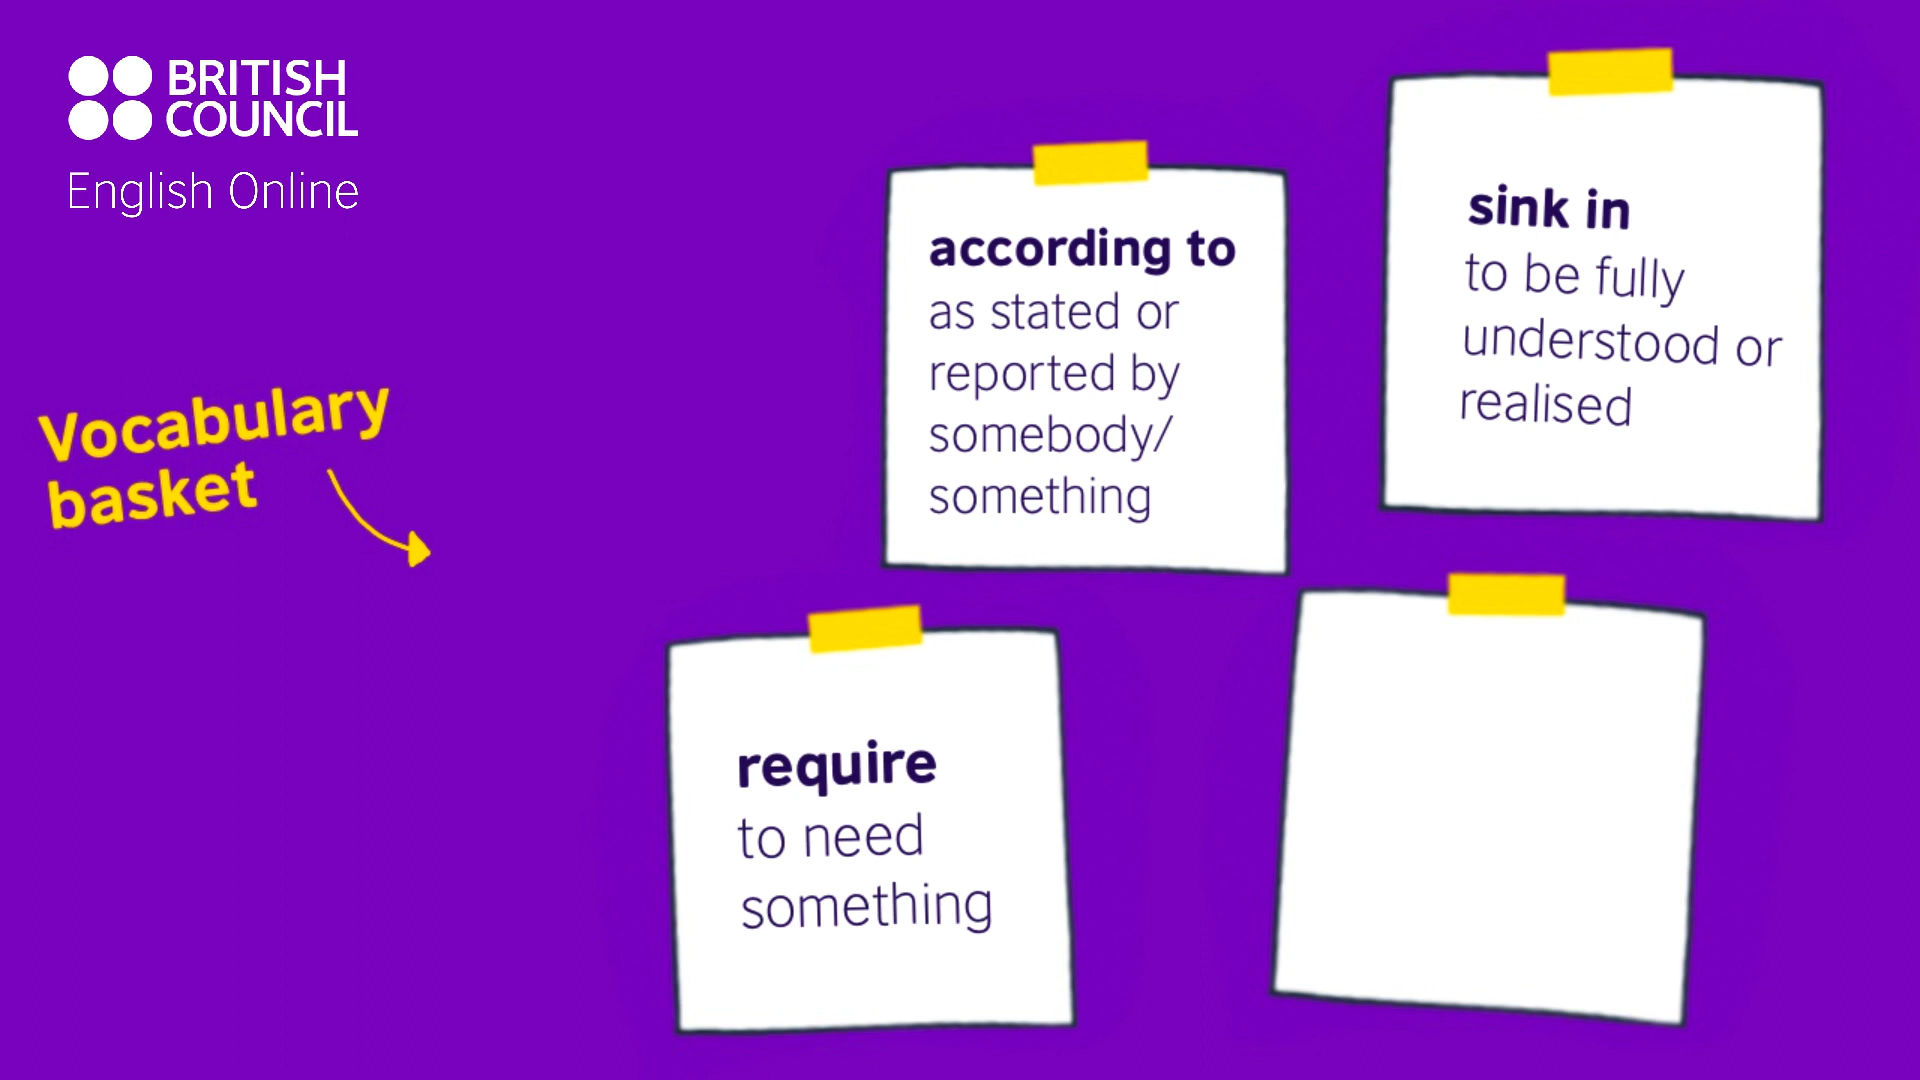 BRITISH
COUNCIL
English Online
Vocabulary
basket
according to
as stated or
reported by
somebody/
something
sink in
to be fully
understood or
realised
require
to need
something